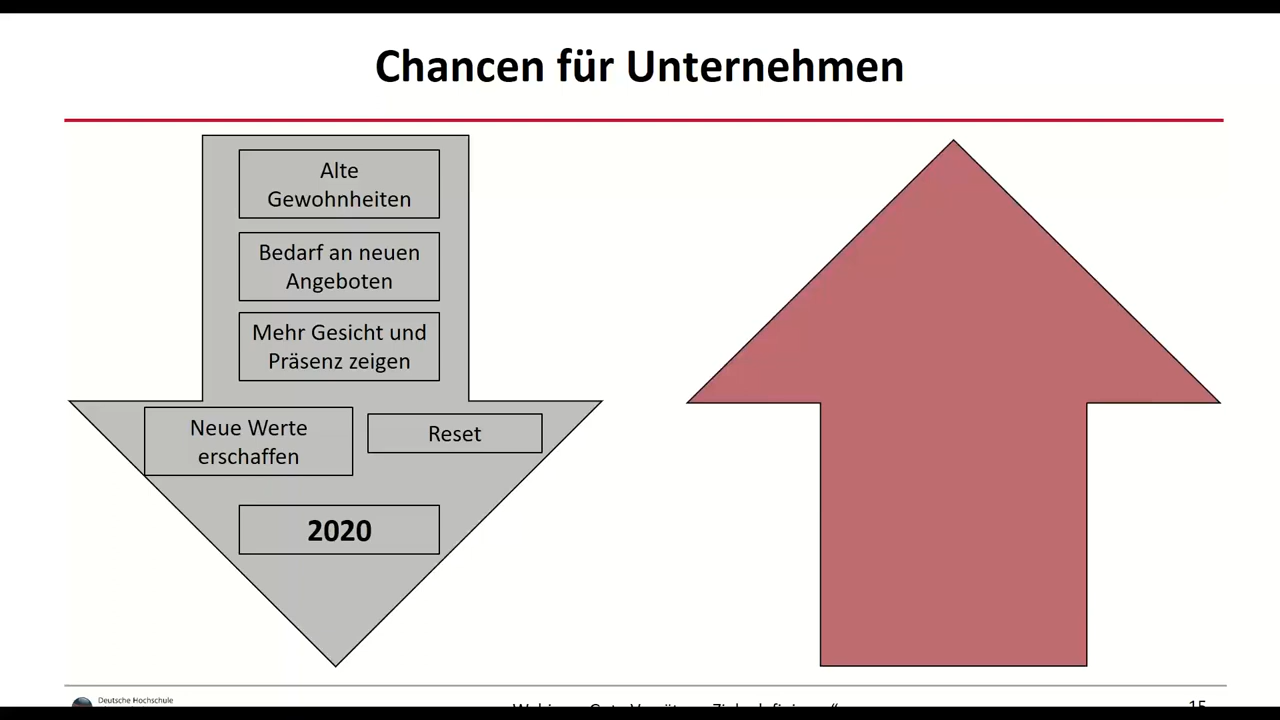 Chancen für Unternehmen
Alte
Gewohnheiten
Bedarf an neuen
Angeboten
Mehr Gesicht und
Präsenz zeigen
Neue Werte
erschaffen
Reset
2020
Deutsche Hochschule
15